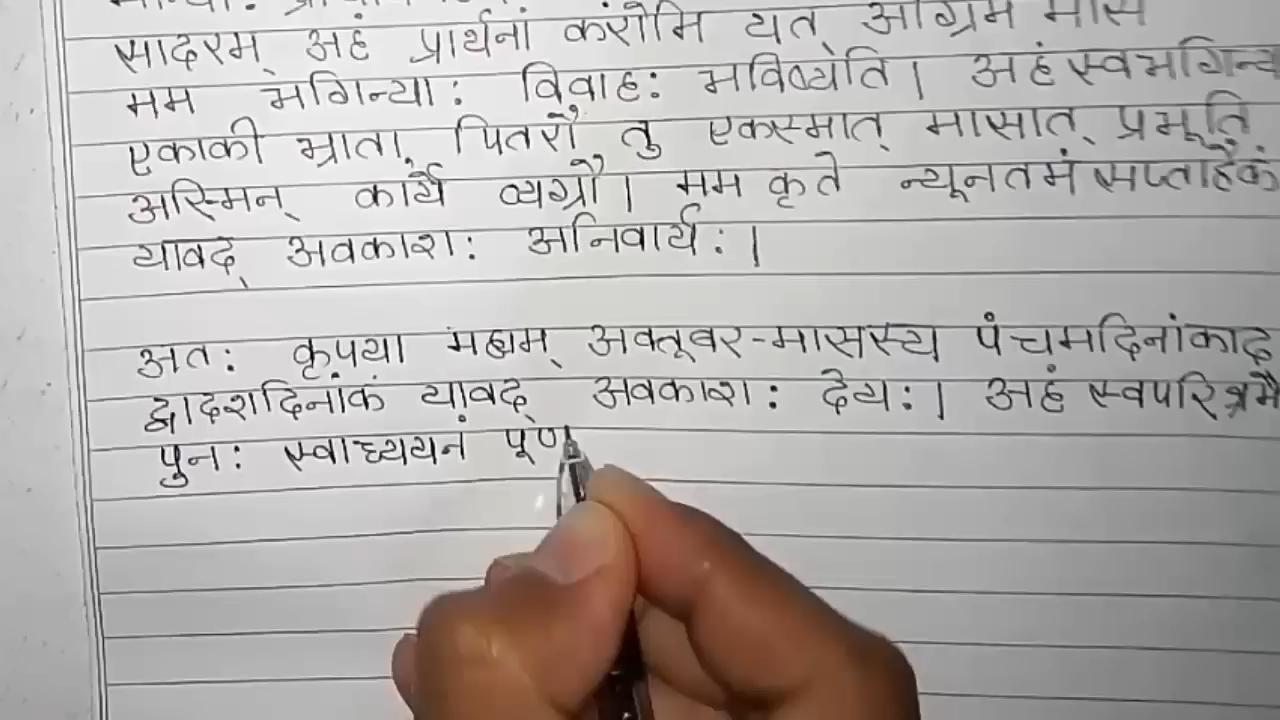 सादरम् अहं प्रार्थनां करोमि यत् अग्रिम मास
मम भगिन्याः विवाहः भविष्यति। अहं स्वभगिन्य
एकाकी भ्राता, पितरौ तु एकस्मात् मासात् प्रभृति
अस्मिन् कार्ये व्यग्रौ। मम कृते न्यूनतमं सप्ताहैकं
यावद् अवकाशः अनिवार्यः।
अतः कृपया मह्यम् अक्तूबर-मासस्य पंचमदिनांकाद्
द्वादशदिनांकं यावद् अवकाशः देयः। अहं स्वपरिश्रमै
पुनः स्वाध्ययनं पूण